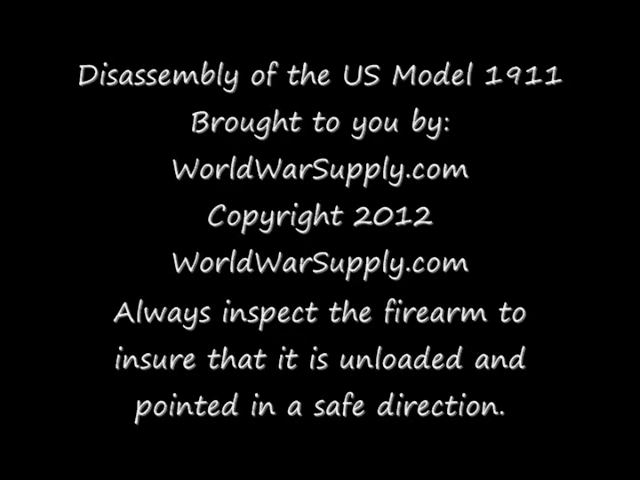 Disassembly of the US Model 1911
Brought to you by:
WorldWarSupply.com
Copyright 2012
WorldWarSupply.com
Always inspect the firearm to
insure that it is unloaded and
pointed in a safe direction.